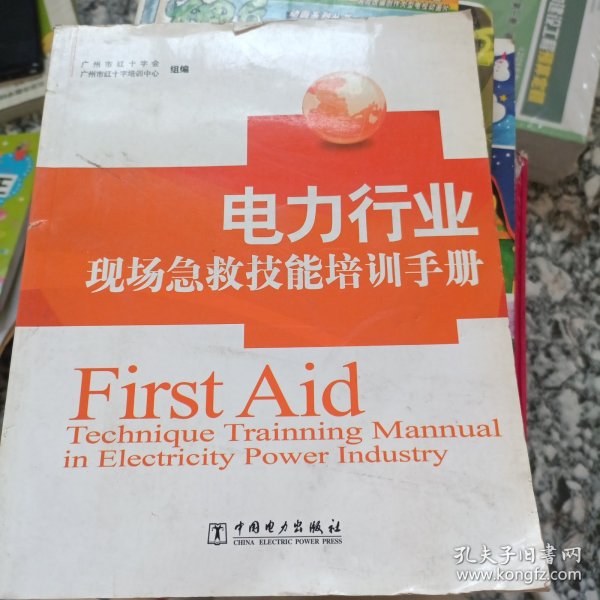 广州市红十字会
广州市红十字培训中心 组编
电力行业
现场急救技能培训手册
First Aid
Technique Trainning Mannual
in Electricity Power Industry
中国电力出版社
CHINA ELECTRIC POWER PRESS
孔夫子旧书网
www.kongfz.com